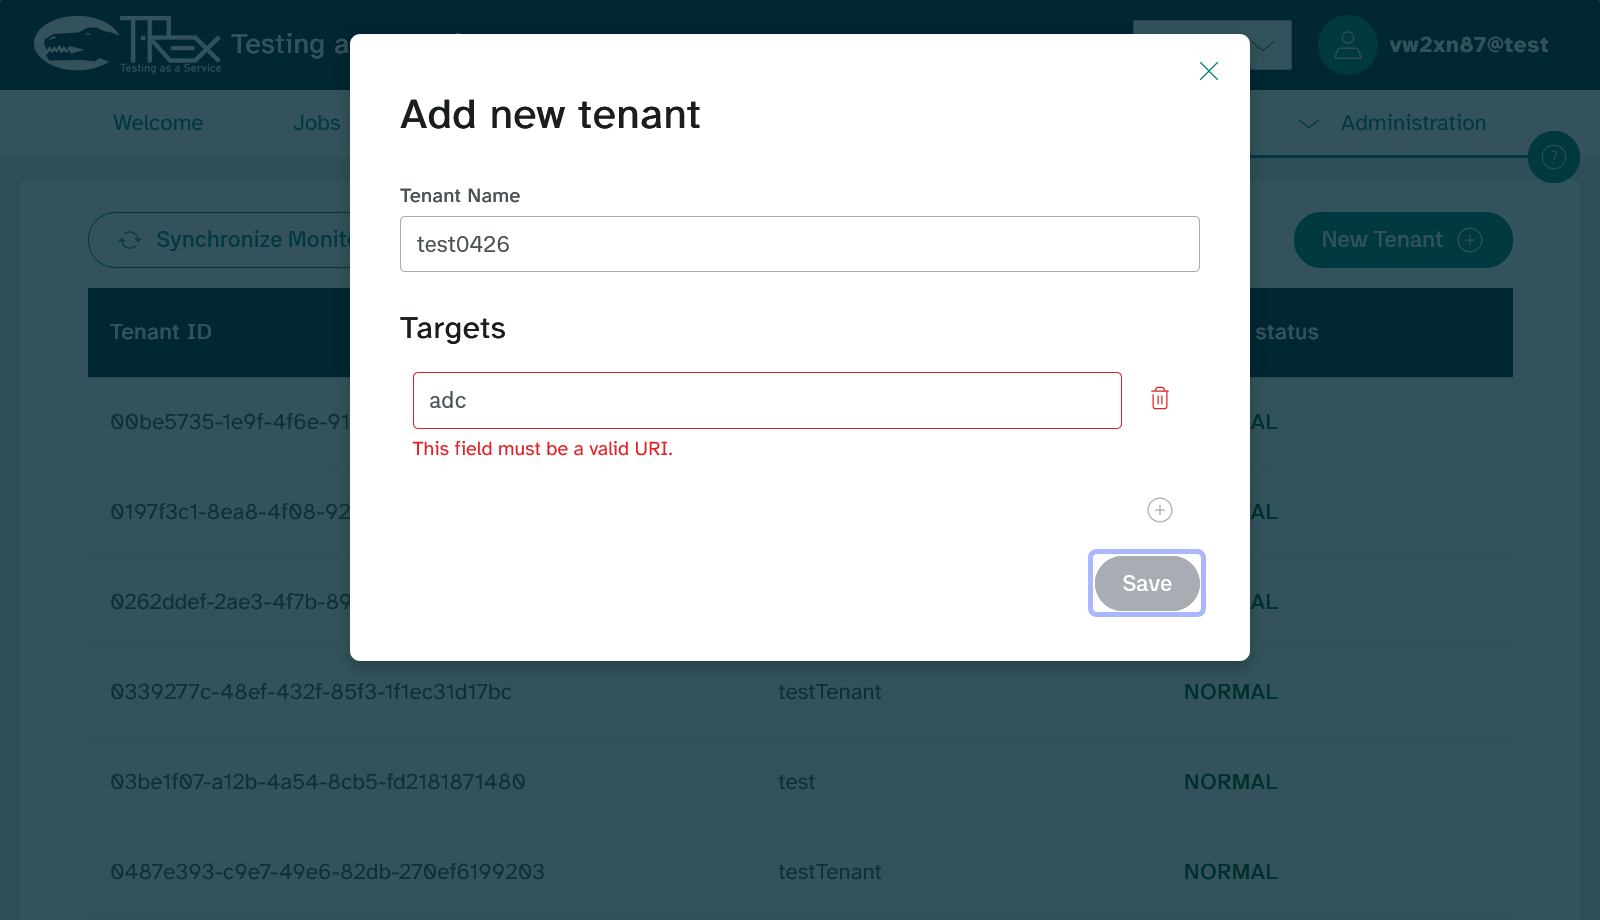 T-REX
Testing as a Service
Testing a
vw2xn87@test
Welcome
Jobs
Administration
Add new tenant
Tenant Name
test0426
Targets
adc
This field must be a valid URI.
Save
Synchronize Monit
New Tenant
Tenant ID
status
00be5735-1e9f-4f6e-91
AL
0197f3c1-8ea8-4f08-92
AL
0262ddef-2ae3-4f7b-89
AL
0339277c-48ef-432f-85f3-1f1ec31d17bc testTenant NORMAL
03be1f07-a12b-4a54-8cb5-fd2181871480 test NORMAL
0487e393-c9e7-49e6-82db-270ef6199203 testTenant NORMAL